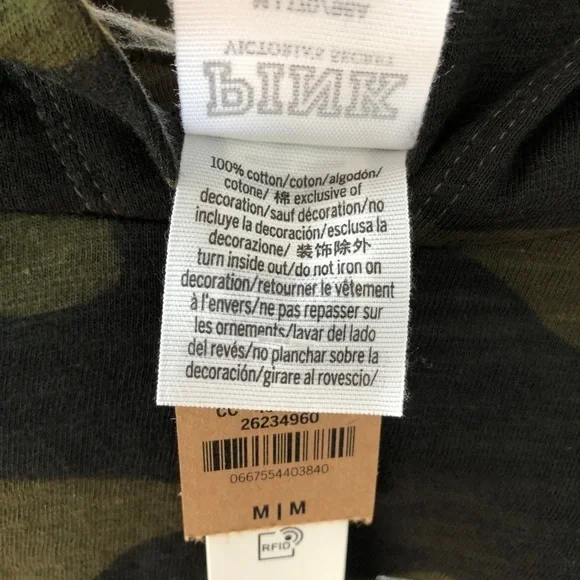 M 170/96A
VICTORIA'S SECRET
PINK
100% cotton/coton/algodón/
cotone/ 棉 exclusive of
decoration/sauf décoration/no
incluye la decoración/esclusa la
decorazione/ 装饰除外
turn inside out/do not iron on
decoration/retourner le vêtement
à l'envers/ne pas repasser sur
les ornements/lavar del lado
del revés/no planchar sobre la
decoración/girare al rovescio/
26234960
0667554403840
M | M
RFID